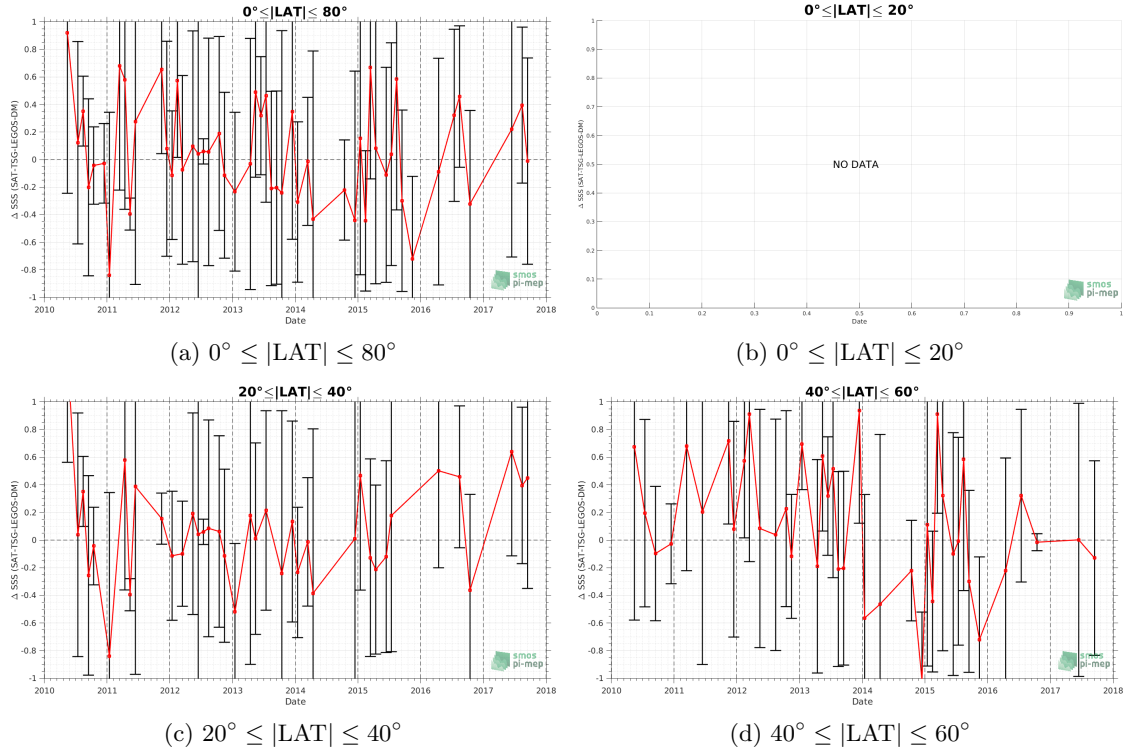 0°≤|LAT|≤ 80°
1
0.8
0.6
0.4
0.2
0
-0.2
-0.4
-0.6
-0.8
-1
Δ SSS (SAT-TSG-LEGOS-DM)
2010 2011 2012 2013 2014 2015 2016 2017 2018
Date
smos
pi-mep
(a) 0° ≤ |LAT| ≤ 80°
0°≤|LAT|≤ 20°
1
0.9
0.8
0.7
0.6
0.5
0.4
0.3
0.2
0.1
0
Δ SSS (SAT-TSG-LEGOS-DM)
NO DATA
0 0.1 0.2 0.3 0.4 0.5 0.6 0.7 0.8 0.9 1
Date
smos
pi-mep
(b) 0° ≤ |LAT| ≤ 20°
20°≤|LAT|≤ 40°
1
0.8
0.6
0.4
0.2
0
-0.2
-0.4
-0.6
-0.8
-1
Δ SSS (SAT-TSG-LEGOS-DM)
2010 2011 2012 2013 2014 2015 2016 2017 2018
Date
smos
pi-mep
(c) 20° ≤ |LAT| ≤ 40°
40°≤|LAT|≤ 60°
1
0.8
0.6
0.4
0.2
0
-0.2
-0.4
-0.6
-0.8
-1
Δ SSS (SAT-TSG-LEGOS-DM)
2010 2011 2012 2013 2014 2015 2016 2017 2018
Date
smos
pi-mep
(d) 40° ≤ |LAT| ≤ 60°